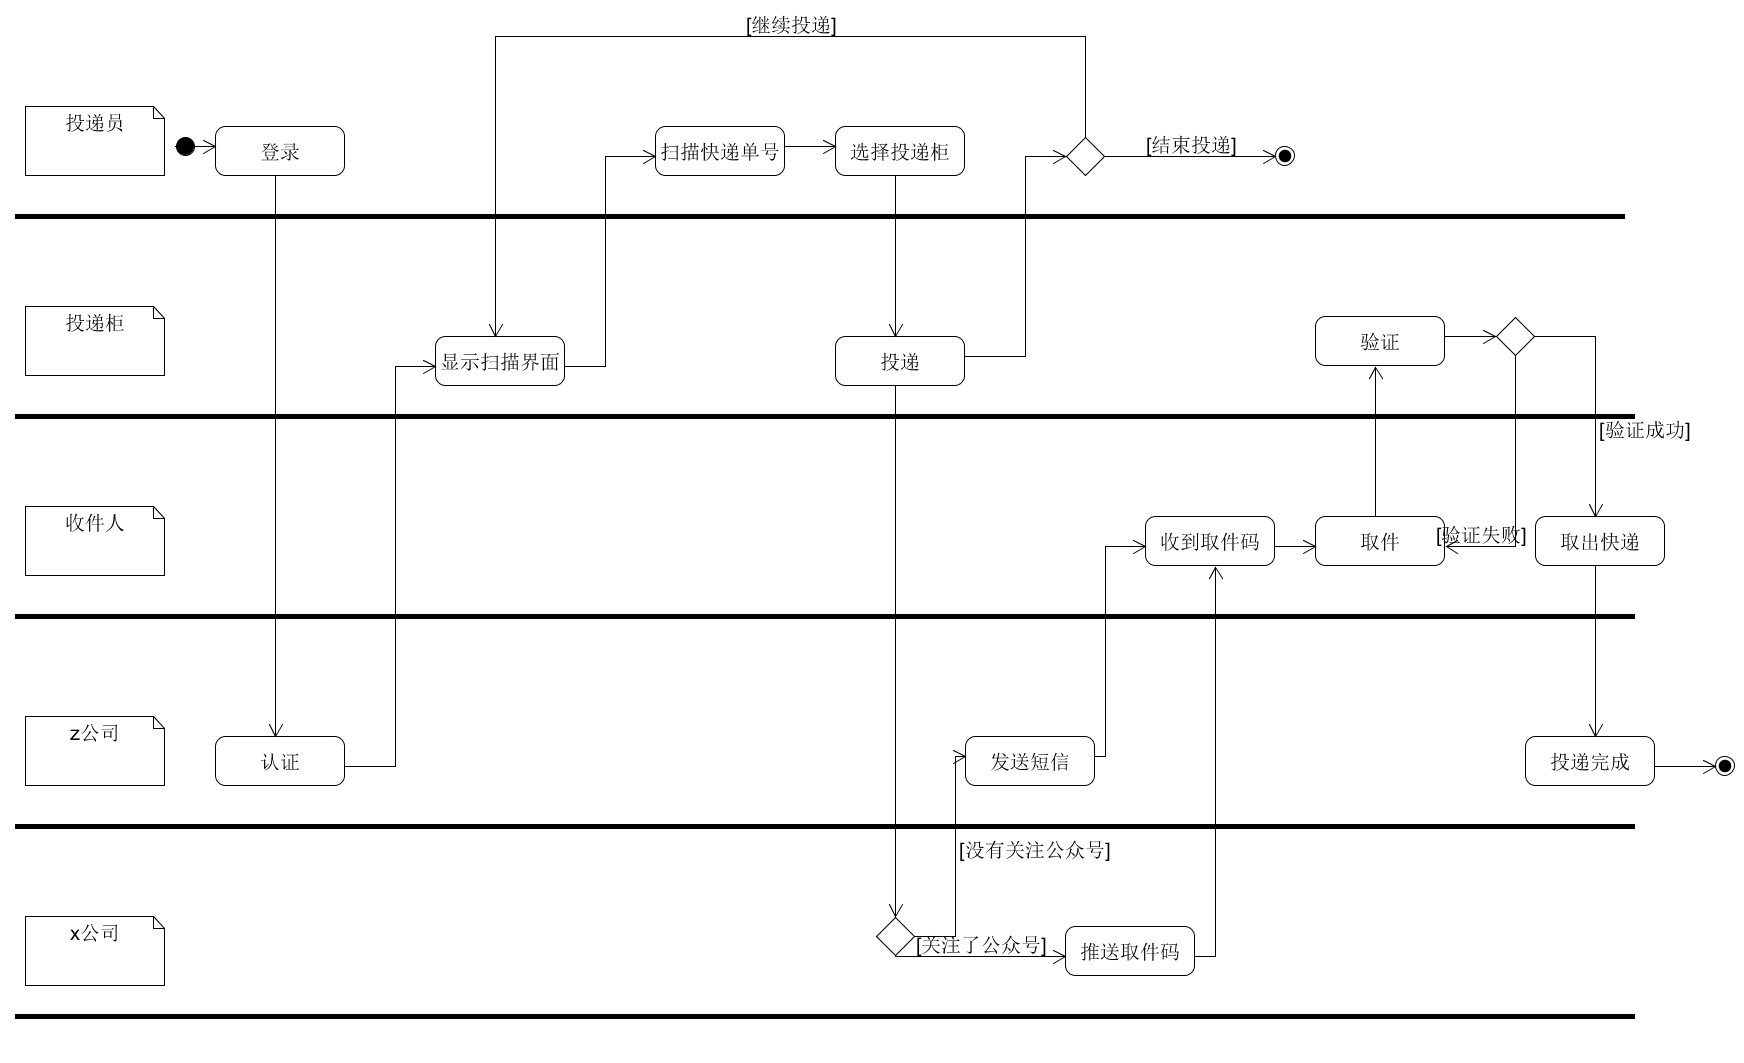 [继续投递]
投递员
登录
扫描快递单号
选择投递柜
[结束投递]
投递柜
显示扫描界面
投递
验证
[验证成功]
收件人
收到取件码
取件
[验证失败]
取出快递
z公司
认证
发送短信
投递完成
[没有关注公众号]
x公司
[关注了公众号]
推送取件码